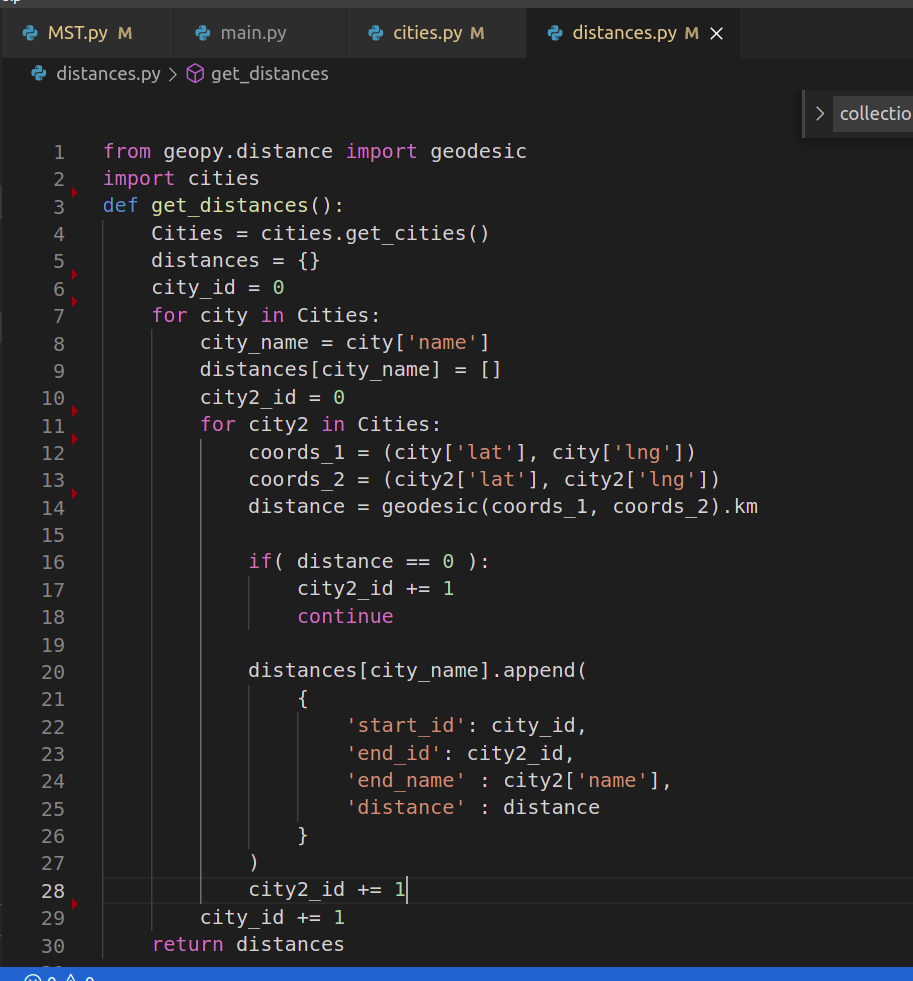 MST.py M main.py cities.py M distances.py M
distances.py > get_distances
> collectio
1 from geopy.distance import geodesic
2 import cities
3 def get_distances():
4 Cities = cities.get_cities()
5 distances = {}
6 city_id = 0
7 for city in Cities:
8 city_name = city['name']
9 distances[city_name] = []
10 city2_id = 0
11 for city2 in Cities:
12 coords_1 = (city['lat'], city['lng'])
13 coords_2 = (city2['lat'], city2['lng'])
14 distance = geodesic(coords_1, coords_2).km
15
16 if( distance == 0 ):
17 city2_id += 1
18 continue
19
20 distances[city_name].append(
21 {
22 'start_id': city_id,
23 'end_id': city2_id,
24 'end_name' : city2['name'],
25 'distance' : distance
26 }
27 )
28 city2_id += 1
29 city_id += 1
30 return distances